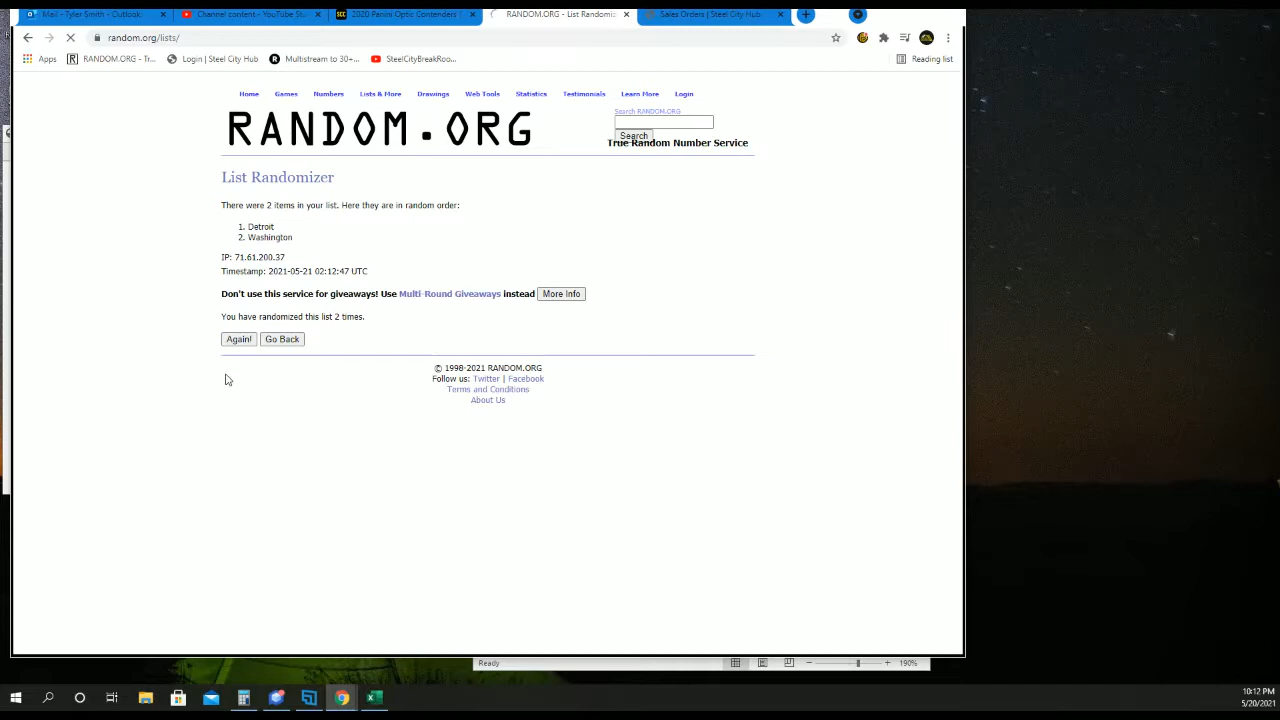 Mail - Tyler Smith - Outlook
Channel content - YouTube St
SCC 2020 Panini Optic Contenders
RANDOM.ORG - List Randomiz
Sales Orders | Steel City Hub
random.org/lists/
Apps
RANDOM.ORG - Tr...
Login | Steel City Hub
Multistream to 30+...
SteelCityBreakRoo...
Reading list
Home Games Numbers Lists & More Drawings Web Tools Statistics Testimonials Learn More Login
Search RANDOM.ORG
RANDOM.ORG
Search
True Random Number Service
List Randomizer
There were 2 items in your list. Here they are in random order:
1. Detroit
2. Washington
IP: 71.61.200.37
Timestamp: 2021-05-21 02:12:47 UTC
Don't use this service for giveaways! Use Multi-Round Giveaways instead More Info
You have randomized this list 2 times.
Again! Go Back
© 1998-2021 RANDOM.ORG
Follow us: Twitter | Facebook
Terms and Conditions
About Us
Ready
190%
10:12 PM
5/20/2021